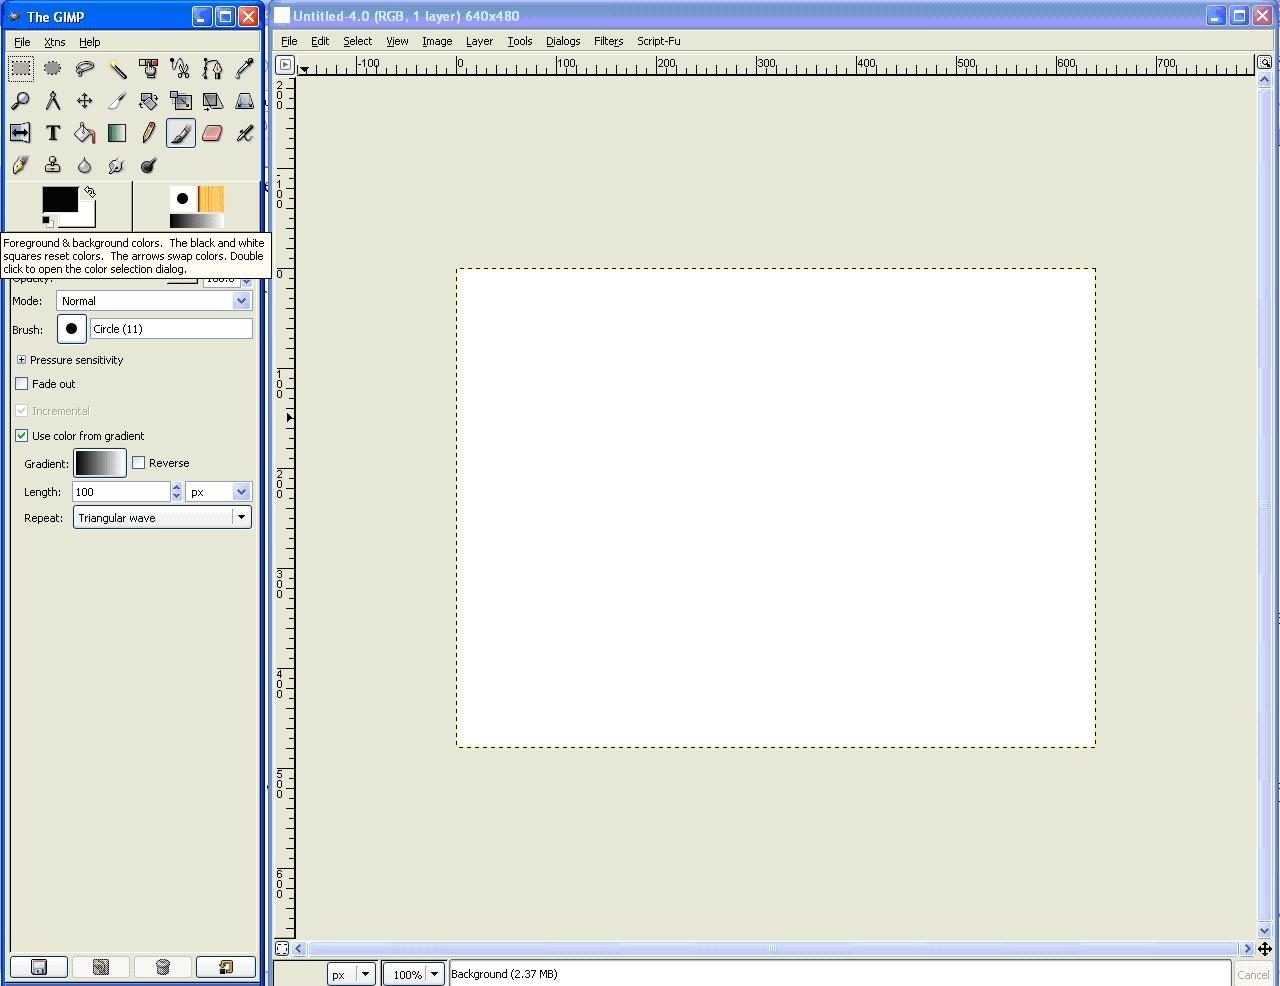 The GIMP
Untitled-4.0 (RGB, 1 layer) 640x480
File Xtns Help
File Edit Select View Image Layer Tools Dialogs Filters Script-Fu
-100 0 100 200 300 400 500 600 700
-200
-100
0
100
200
300
400
500
600
Foreground & background colors. The black and white
squares reset colors. The arrows swap colors. Double
click to open the color selection dialog.
Opacity: 100.0
Mode: Normal
Brush: Circle (11)
Pressure sensitivity
Fade out
Incremental
Use color from gradient
Gradient: Reverse
Length: 100 px
Repeat: Triangular wave
px 100% Background (2.37 MB) Cancel